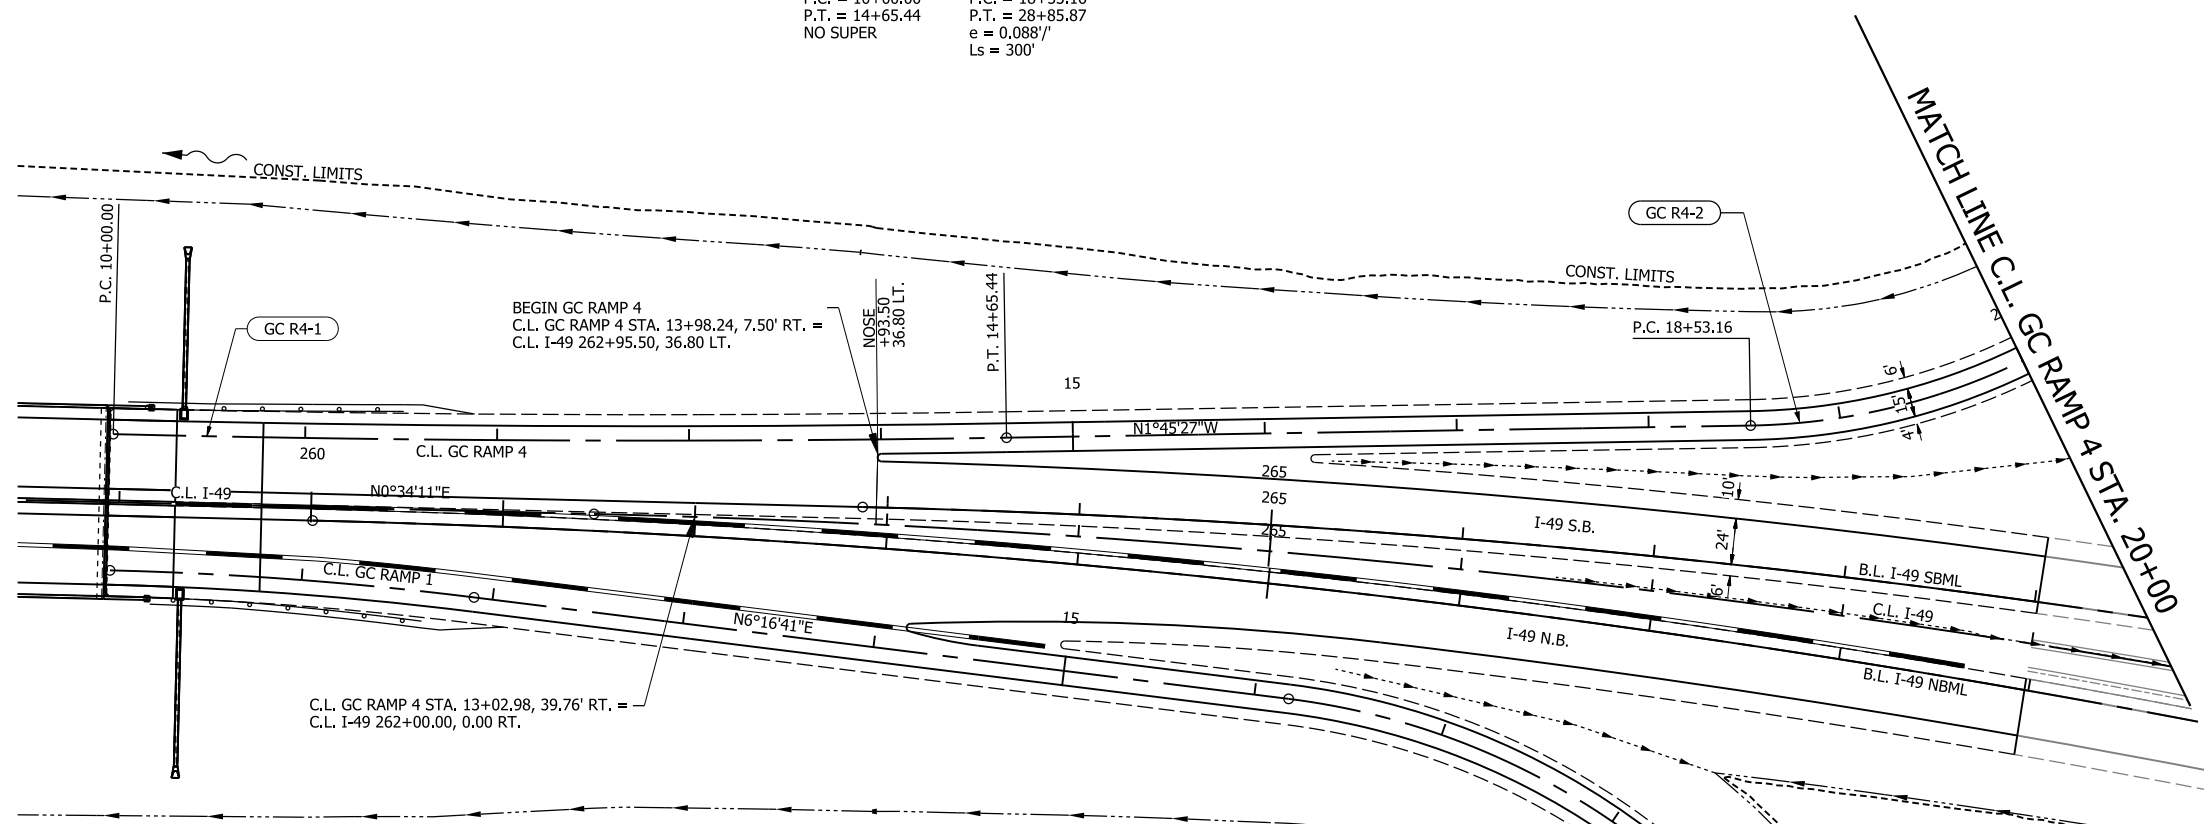 P.C. = 10+00.00
P.T. = 14+65.44
NO SUPER
P.C. = 18+53.16
P.T. = 28+85.87
e = 0.088'/'
Ls = 300'
MATCH LINE C.L. GC RAMP 4 STA. 20+00
CONST. LIMITS
P.C. 10+00.00
GC R4-1
BEGIN GC RAMP 4
C.L. GC RAMP 4 STA. 13+98.24, 7.50' RT. =
C.L. I-49 262+95.50, 36.80 LT.
NOSE
+93.50
36.80 LT.
P.T. 14+65.44
GC R4-2
CONST. LIMITS
P.C. 18+53.16
15
N1°45'27"W
6'
15'
4'
260
C.L. GC RAMP 4
C.L. I-49
N0°34'11"E
265
265
265
10'
I-49 S.B.
24'
6'
B.L. I-49 SBML
C.L. I-49
C.L. GC RAMP 1
N6°16'41"E
15
I-49 N.B.
B.L. I-49 NBML
C.L. GC RAMP 4 STA. 13+02.98, 39.76' RT. =
C.L. I-49 262+00.00, 0.00 RT.